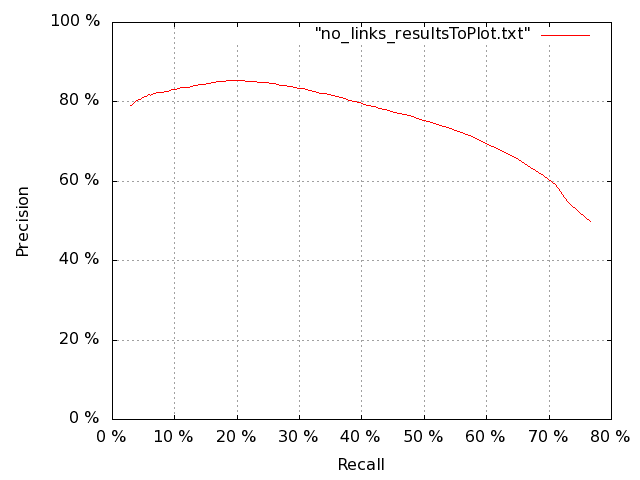 100 %
"no_links_resultsToPlot.txt"
80 %
60 %
Precision
40 %
20 %
0 %
0 % 10 % 20 % 30 % 40 % 50 % 60 % 70 % 80 %
Recall